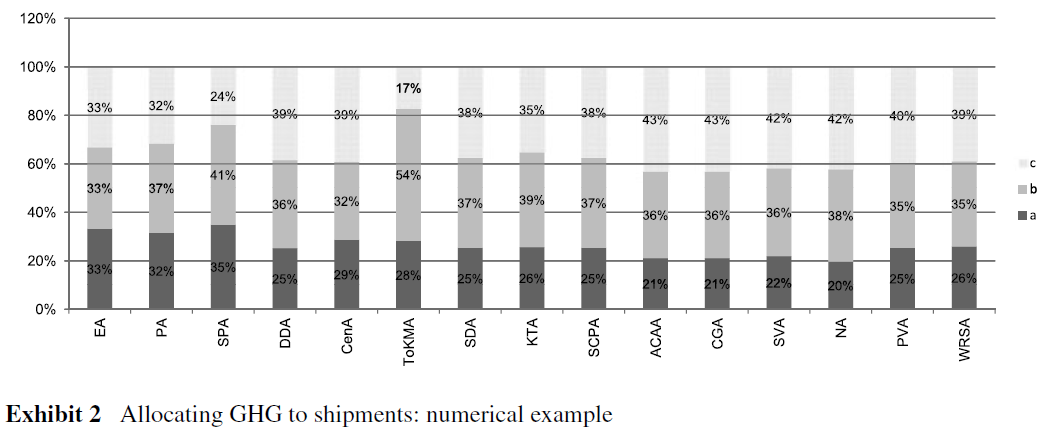 120%
100%
80%
60%
40%
20%
0%
33% 32% 24% 39% 39% 17% 38% 35% 38% 43% 43% 42% 42% 40% 39%
33% 37% 41% 36% 32% 54% 37% 39% 37% 36% 36% 36% 38% 35% 35%
33% 32% 35% 25% 29% 28% 25% 26% 25% 21% 21% 22% 20% 25% 26%
EA PA SPA DDA CenA ToKMA SDA KTA SCPA ACAA CGA SVA NA PVA WRSA
c
b
a
Exhibit 2 Allocating GHG to shipments: numerical example